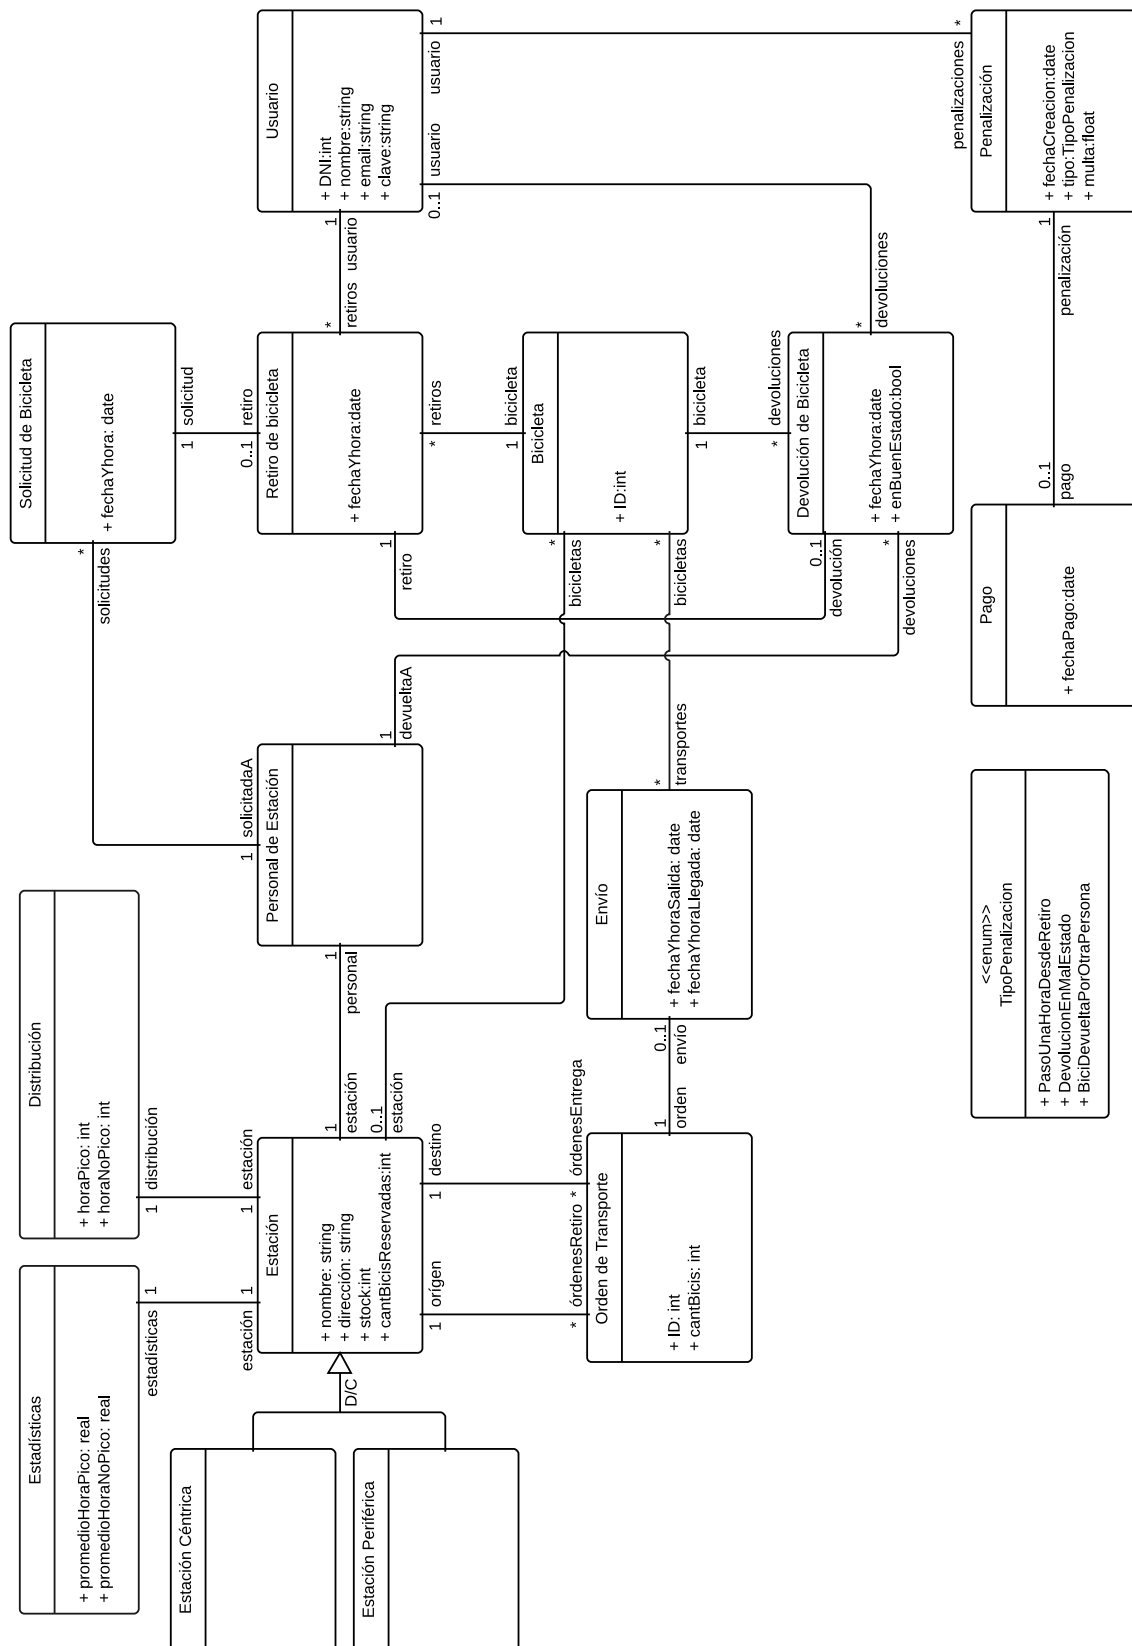 Estadísticas
+ promedioHoraPico: real
+ promedioHoraNoPico: real
estadísticas
1
estación
1
Distribución
+ horaPico: int
+ horaNoPico: int
1
distribución
1
estación
Solicitud de Bicicleta
+ fechaYhora: date
*
solicitudes
1
solicitud
0..1
retiro
1
solicitadaA
Estación Céntrica
Estación Periférica
D/C
Estación
+ nombre: string
+ dirección: string
+ stock:int
+ cantBicisReservadas:int
1
estación
1
personal
0..1
estación
Personal de Estación
1
devueltaA
Retiro de bicicleta
+ fechaYhora:date
1
retiro
*
retiros
1
usuario
*
retiros
Usuario
+ DNI:int
+ nombre:string
+ email:string
+ clave:string
0..1
usuario
1
usuario
1
orígen
1
destino
*
órdenesRetiro
*
órdenesEntrega
Orden de Transporte
+ ID: int
+ cantBicis: int
1
orden
0..1
envío
Envío
+ fechaYhoraSalida: date
+ fechaYhoraLlegada: date
*
transportes
*
bicicletas
*
bicicletas
1
bicicleta
Bicicleta
+ ID:int
1
bicicleta
*
devoluciones
Devolución de Bicicleta
+ fechaYhora:date
+ enBuenEstado:bool
0..1
devolución
*
devoluciones
*
devoluciones
<<enum>>
TipoPenalizacion
+ PasoUnaHoraDesdeRetiro
+ DevolucionEnMalEstado
+ BiciDevueltaPorOtraPersona
Pago
+ fechaPago:date
0..1
pago
1
penalización
Penalización
+ fechaCreacion:date
+ tipo:TipoPenalizacion
+ multa:float
*
penalizaciones